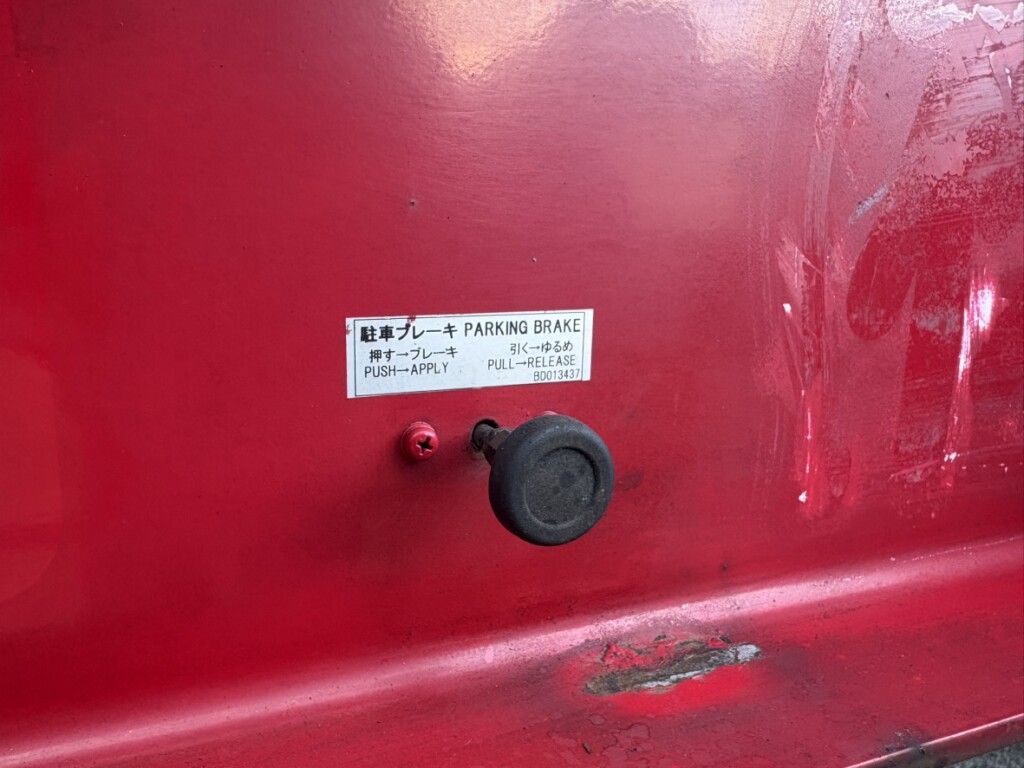 駐車ブレーキ PARKING BRAKE
押す→ブレーキ 引く→ゆるめ
PUSH→APPLY PULL→RELEASE
BD013437